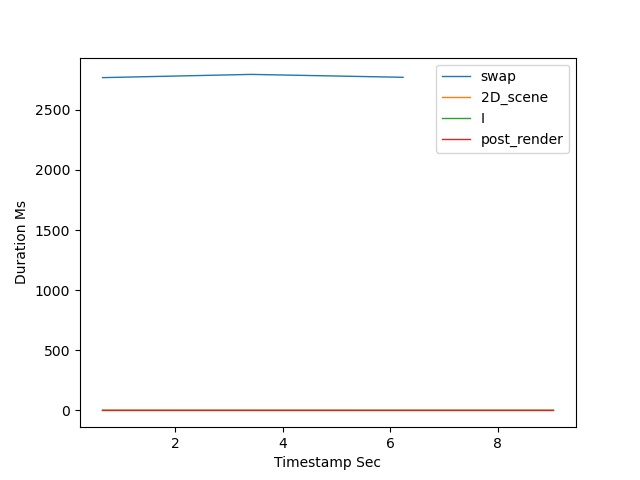 swap
2D_scene
I
post_render
2500
2000
1500
1000
500
0
Duration Ms
2
4
6
8
Timestamp Sec